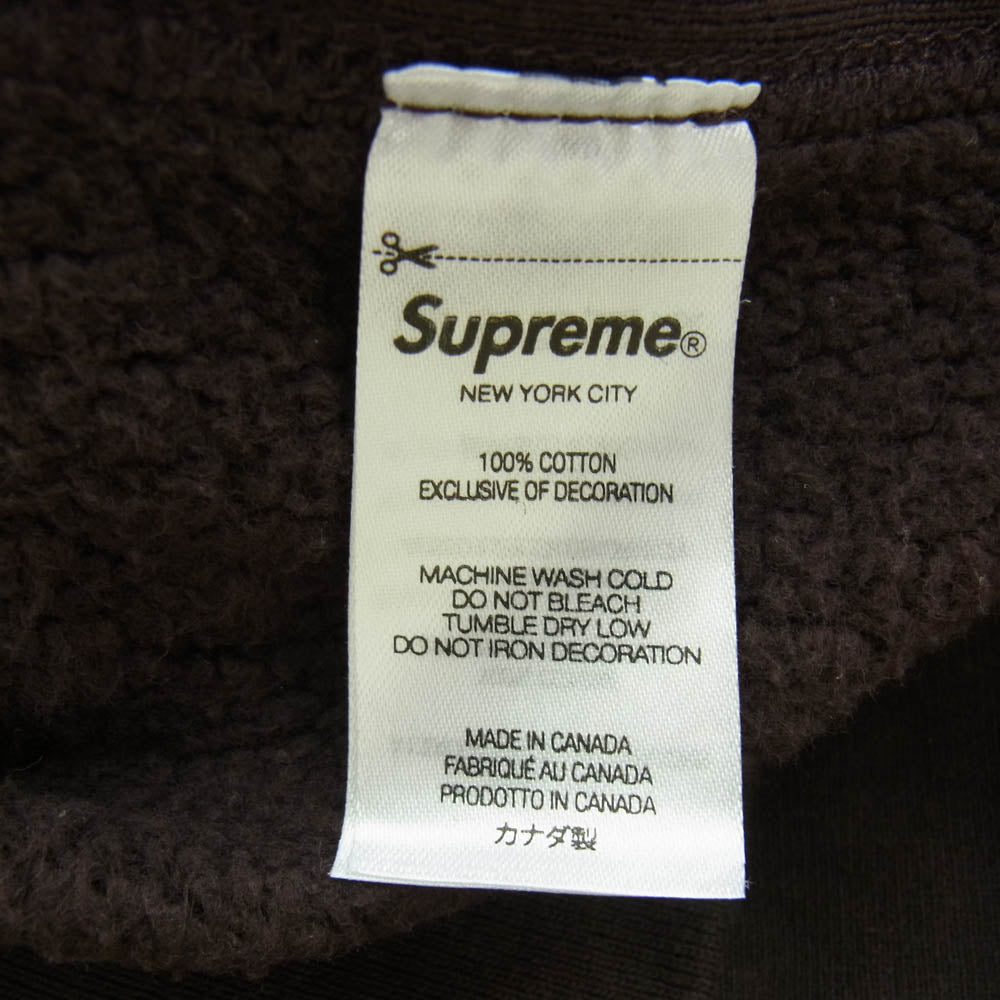 Supreme®
NEW YORK CITY
100% COTTON
EXCLUSIVE OF DECORATION
MACHINE WASH COLD
DO NOT BLEACH
TUMBLE DRY LOW
DO NOT IRON DECORATION
MADE IN CANADA
FABRIQUÉ AU CANADA
PRODOTTO IN CANADA
カナダ製